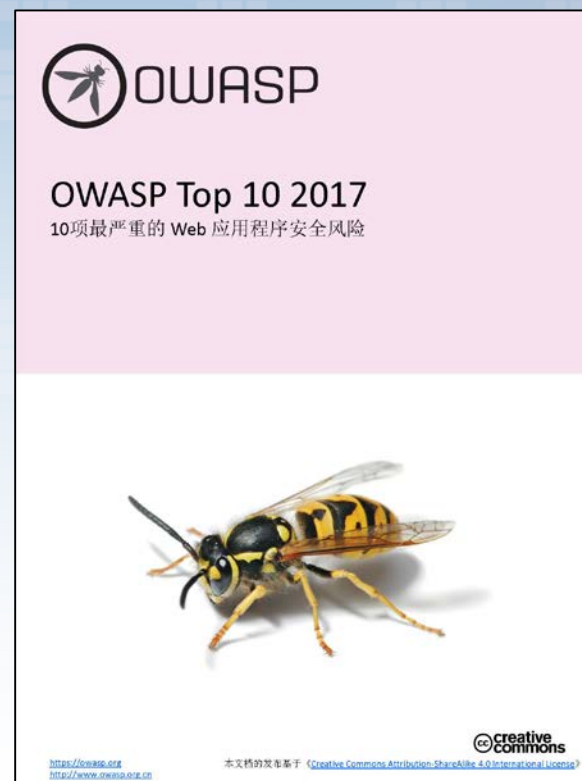 OWASP
OWASP Top 10 2017
10项最严重的 Web 应用程序安全风险
cc creative commons
https://owasp.org
http://www.owasp.org.cn
本文档的发布基于《Creative Commons Attribution-ShareAlike 4.0 International License》